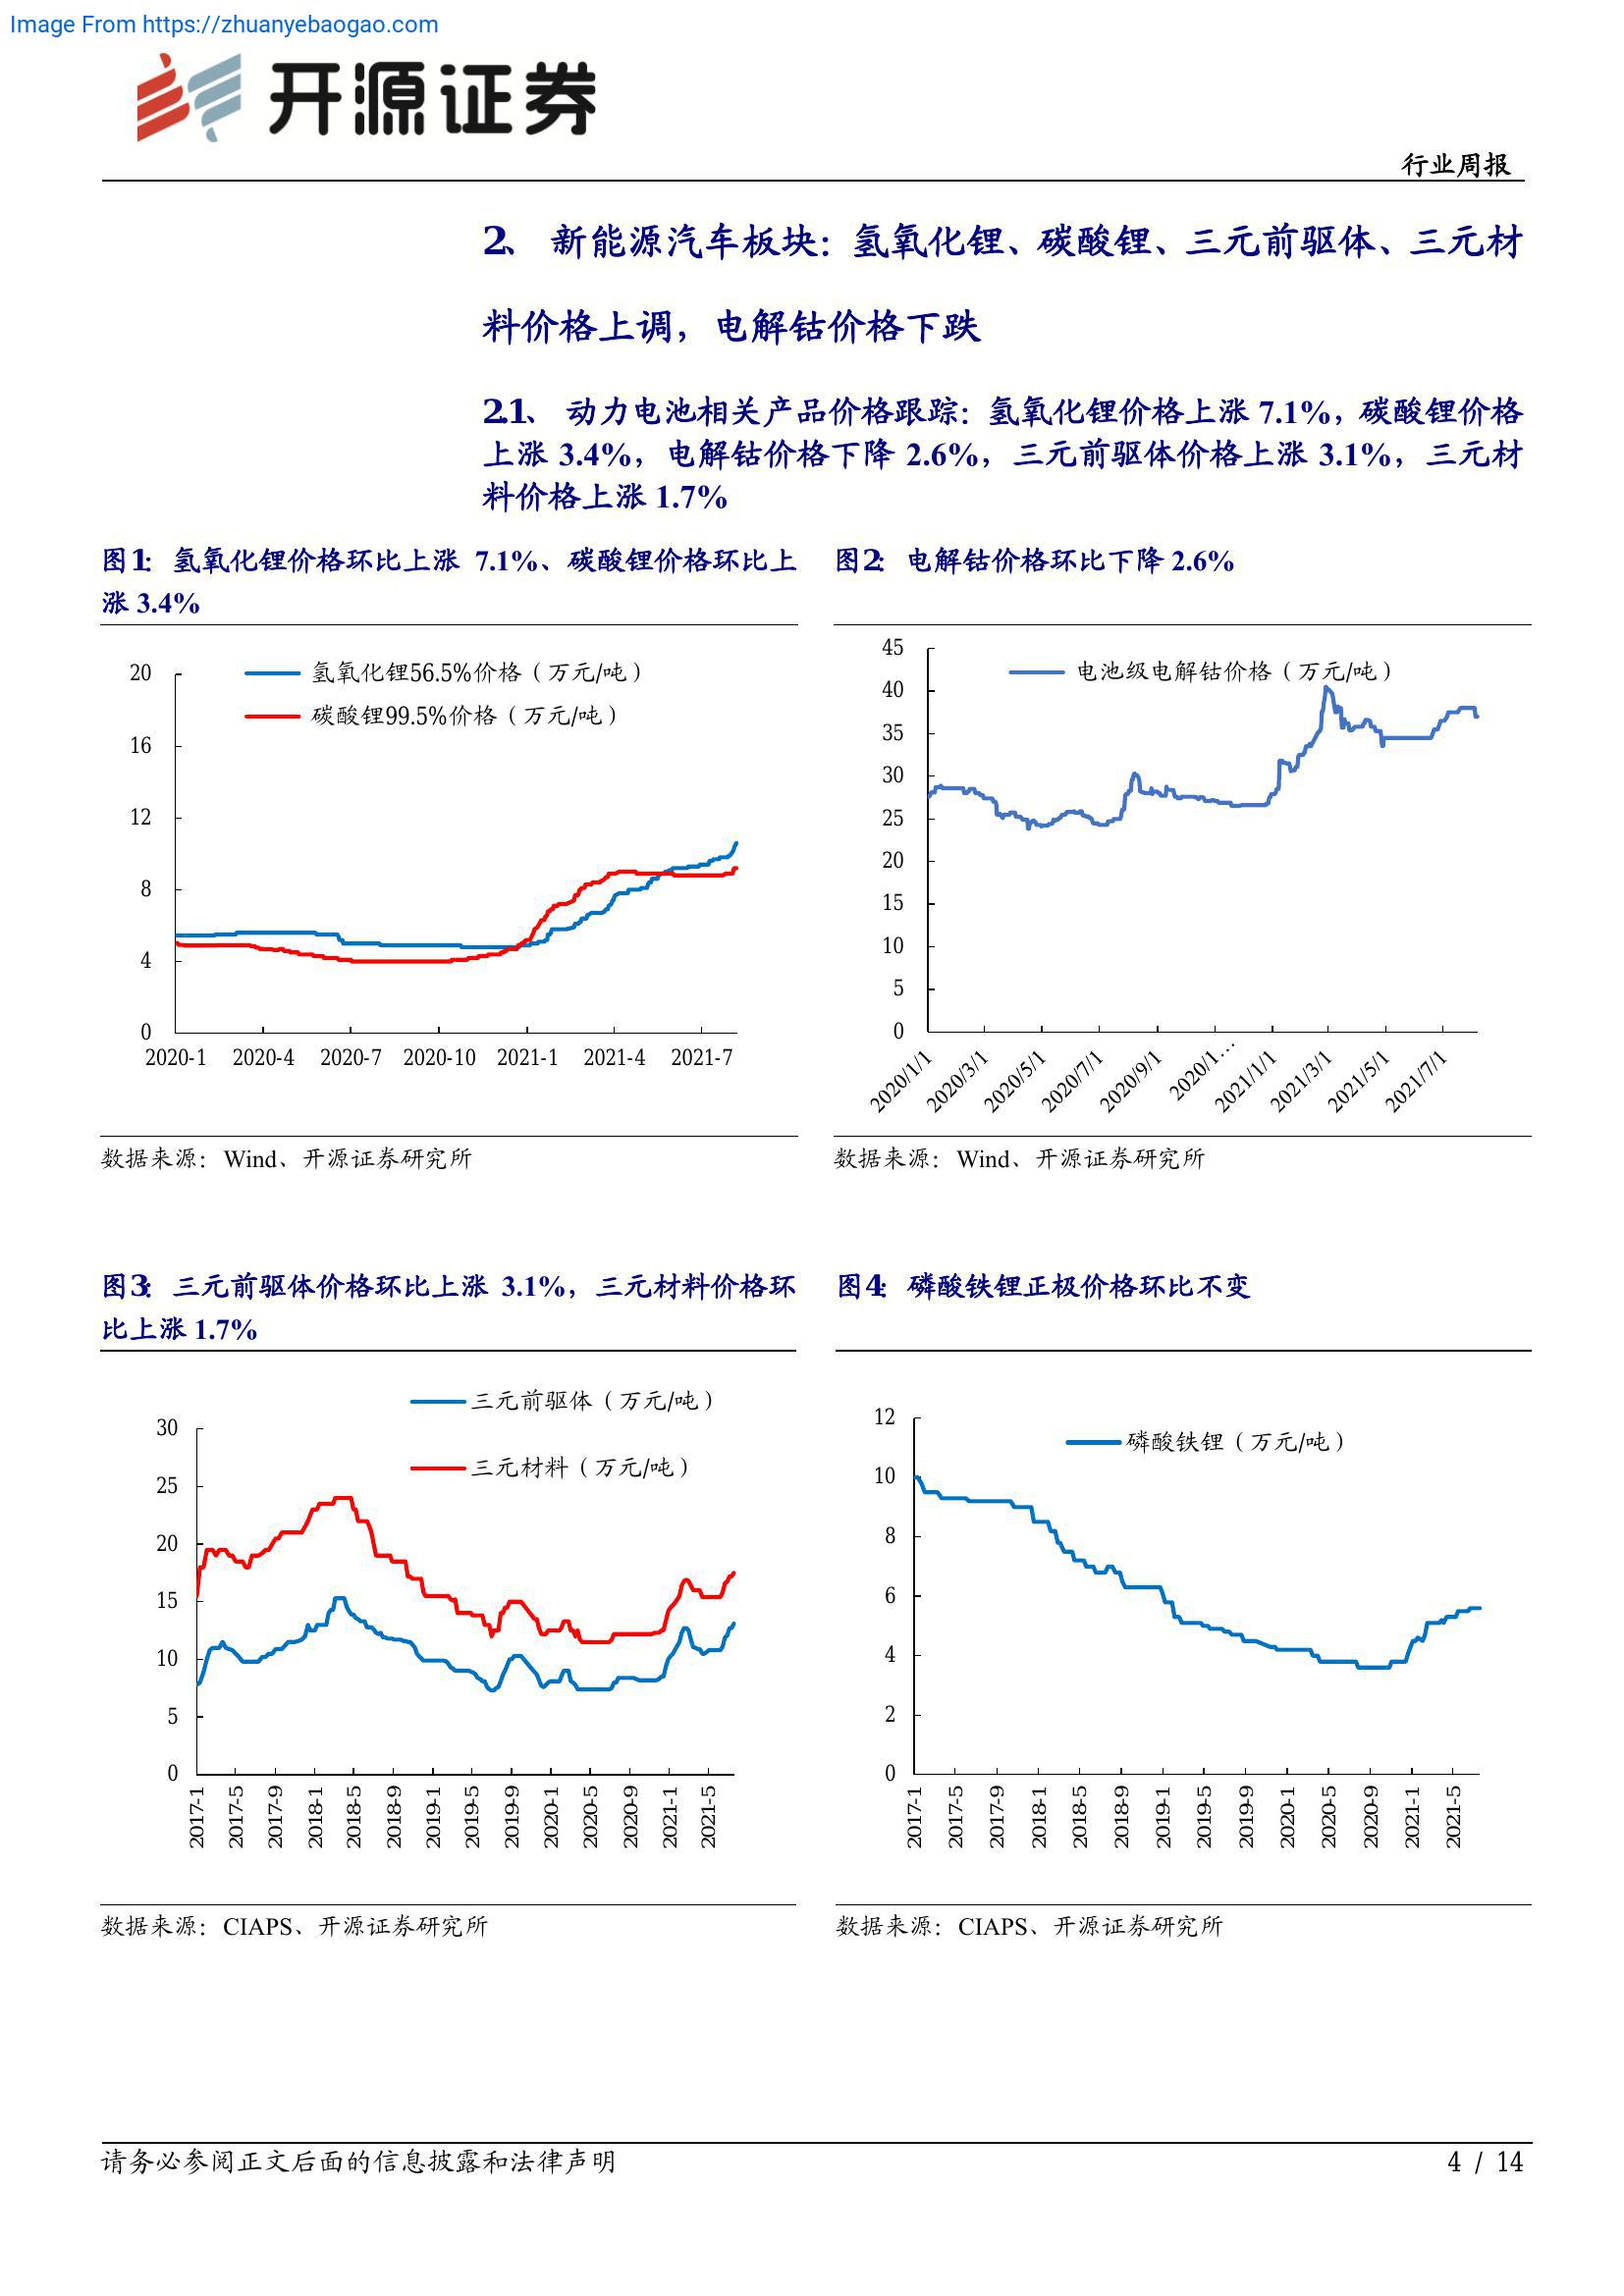 Image From https://zhuanyebaogao.com
开源证券
行业周报
2、 新能源汽车板块：氢氧化锂、碳酸锂、三元前驱体、三元材
料价格上调，电解钴价格下跌
2.1、 动力电池相关产品价格跟踪：氢氧化锂价格上涨 7.1%，碳酸锂价格
上涨 3.4%，电解钴价格下降 2.6%，三元前驱体价格上涨 3.1%，三元材
料价格上涨 1.7%
图1：氢氧化锂价格环比上涨 7.1%、碳酸锂价格环比上
涨 3.4%
20
16
12
8
4
0
氢氧化锂56.5%价格（万元/吨）
碳酸锂99.5%价格（万元/吨）
2020-1 2020-4 2020-7 2020-10 2021-1 2021-4 2021-7
数据来源：Wind、开源证券研究所
图2：电解钴价格环比下降 2.6%
45
40
35
30
25
20
15
10
5
0
电池级电解钴价格（万元/吨）
2020/1/1 2020/3/1 2020/5/1 2020/7/1 2020/9/1 2020/1… 2021/1/1 2021/3/1 2021/5/1 2021/7/1
数据来源：Wind、开源证券研究所
图3：三元前驱体价格环比上涨 3.1%，三元材料价格环
比上涨 1.7%
三元前驱体（万元/吨）
三元材料（万元/吨）
30
25
20
15
10
5
0
2017-1 2017-5 2017-9 2018-1 2018-5 2018-9 2019-1 2019-5 2019-9 2020-1 2020-5 2020-9 2021-1 2021-5
数据来源：CIAPS、开源证券研究所
图4：磷酸铁锂正极价格环比不变
12
10
8
6
4
2
0
磷酸铁锂（万元/吨）
2017-1 2017-5 2017-9 2018-1 2018-5 2018-9 2019-1 2019-5 2019-9 2020-1 2020-5 2020-9 2021-1 2021-5
数据来源：CIAPS、开源证券研究所
请务必参阅正文后面的信息披露和法律声明
4 / 14